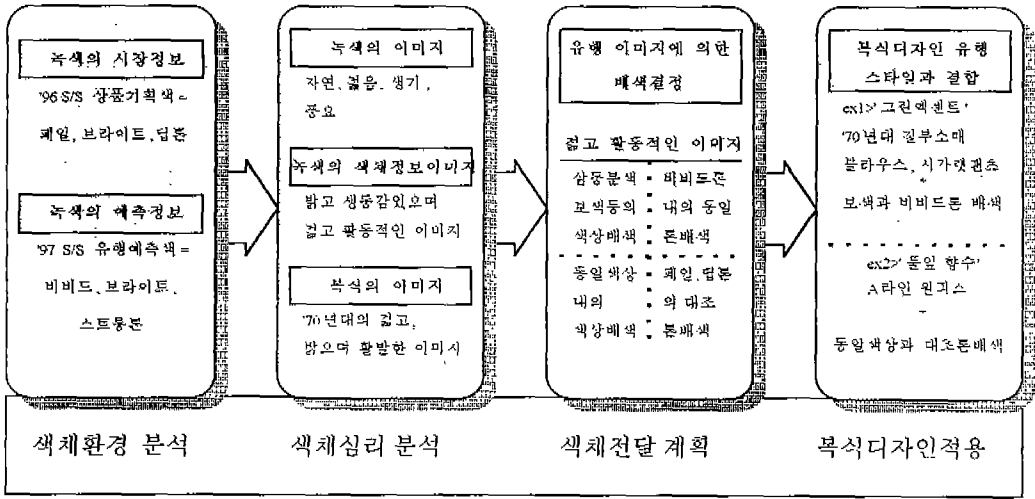 녹색의 시장정보
'96 S/S 상품기획색=
페일, 브라이트, 딥톤
녹색의 예측정보
'97 S/S 유행예측색=
비비드, 브라이트,
스트롱톤
녹색의 이미지
자연, 젊음, 생기,
풍요
녹색의 색채정보이미지
밝고 생동감있으며
젊고 활동적인 이미지
복식의 이미지
'70년대의 젊고,
밝으며 활발한 이미지
유행 이미지에 의한
배색결정
젊고 활동적인 이미지
삼등분색 비비드톤
보색등의 내의 동일
색상배색 톤배색
동일색상 페일, 딥톤
내의 의 대조
색상배색 톤배색
복식디자인 유행
스타일과 결합
ex1>'그린액센트'
'70년대 질부소매
블라우스, 시가렛팬츠
+
보색과 비비드톤 배색
ex2>'풀잎 향수'
A라인 원피스
+
동일색상과 대조톤배색
색채환경 분석
색채심리 분석
색채전달 계획
복식디자인적용